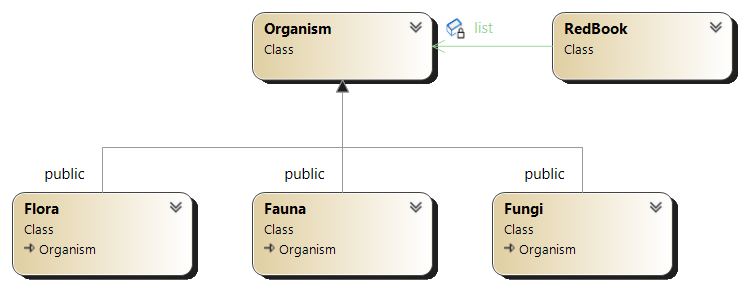 Organism
Class
list
RedBook
Class
public
public
public
Flora
Class
Organism
Fauna
Class
Organism
Fungi
Class
Organism